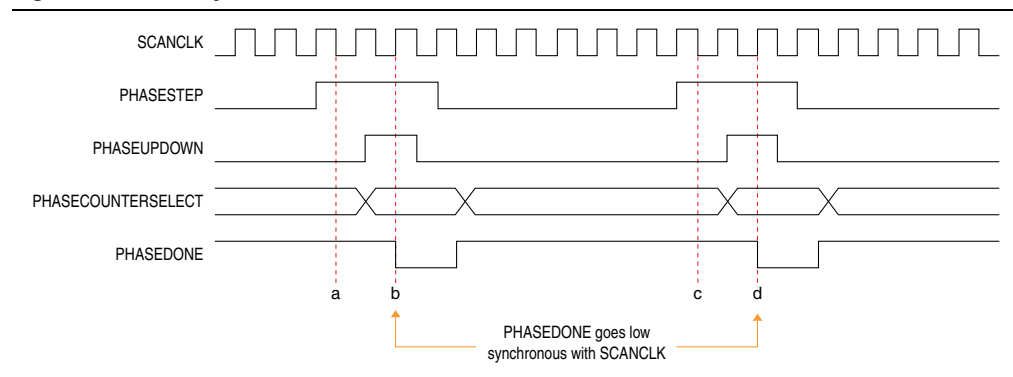 SCANCLK
PHASESTEP
PHASEUPDOWN
PHASECOUNTERSELECT
PHASEDONE
a b c d
PHASEDONE goes low
synchronous with SCANCLK